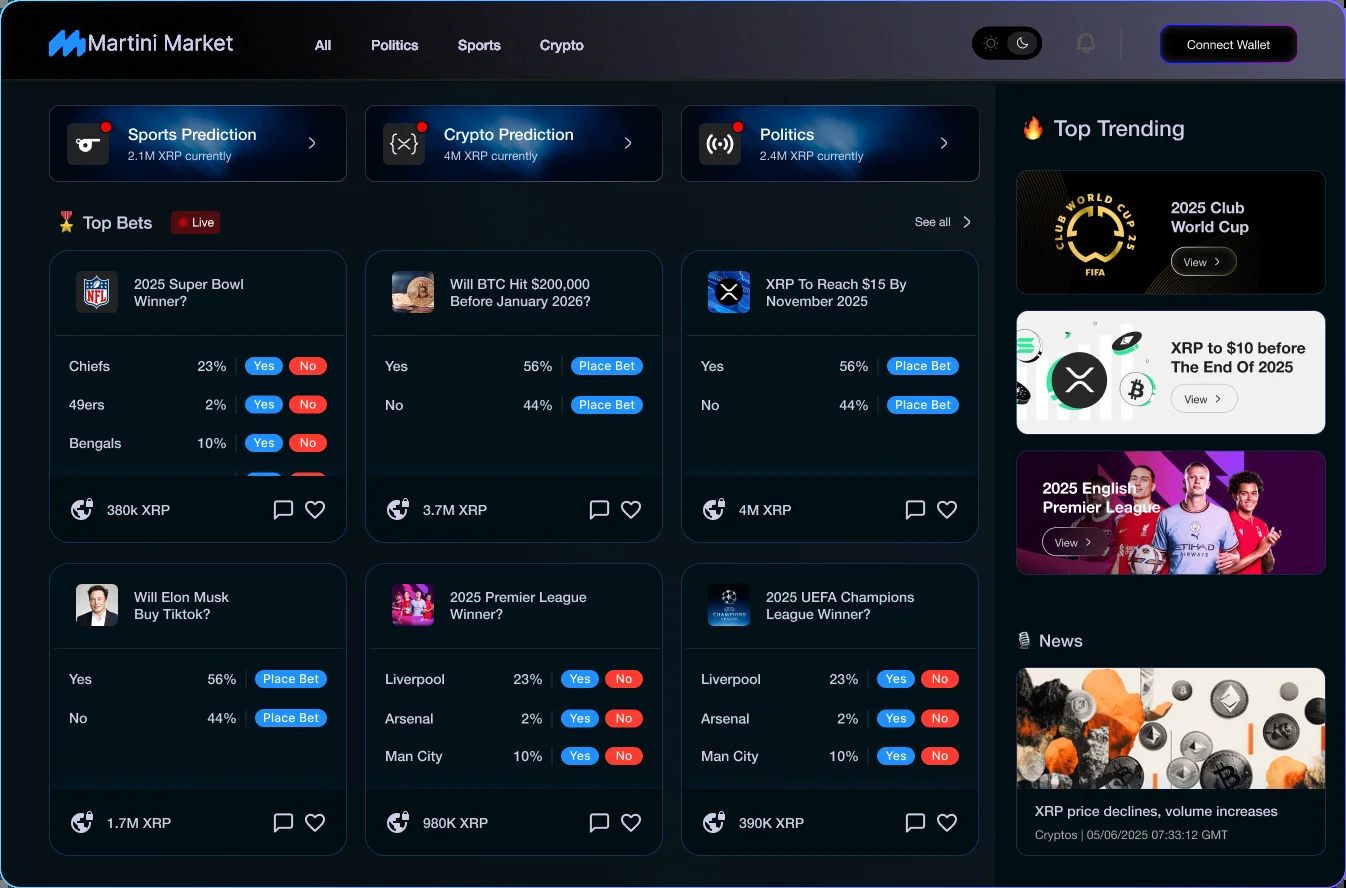 Martini Market
All
Politics
Sports
Crypto
Connect Wallet
Sports Prediction
2.1M XRP currently
Crypto Prediction
4M XRP currently
Politics
2.4M XRP currently
Top Bets
Live
See all
2025 Super Bowl
Winner?
Chiefs 23% Yes No
49ers 2% Yes No
Bengals 10% Yes No
380k XRP
Will BTC Hit $200,000
Before January 2026?
Yes 56% Place Bet
No 44% Place Bet
3.7M XRP
XRP To Reach $15 By
November 2025
Yes 56% Place Bet
No 44% Place Bet
4M XRP
Will Elon Musk
Buy Tiktok?
Yes 56% Place Bet
No 44% Place Bet
1.7M XRP
2025 Premier League
Winner?
Liverpool 23% Yes No
Arsenal 2% Yes No
Man City 10% Yes No
980K XRP
2025 UEFA Champions
League Winner?
Liverpool 23% Yes No
Arsenal 2% Yes No
Man City 10% Yes No
390K XRP
Top Trending
CLUB WORLD CUP 25
FIFA
2025 Club
World Cup
View
XRP to $10 before
The End Of 2025
View
2025 English
Premier League
View
ETIHAD
AIRWAYS
News
XRP price declines, volume increases
Cryptos | 05/06/2025 07:33:12 GMT
NFL
CHAMPIONS